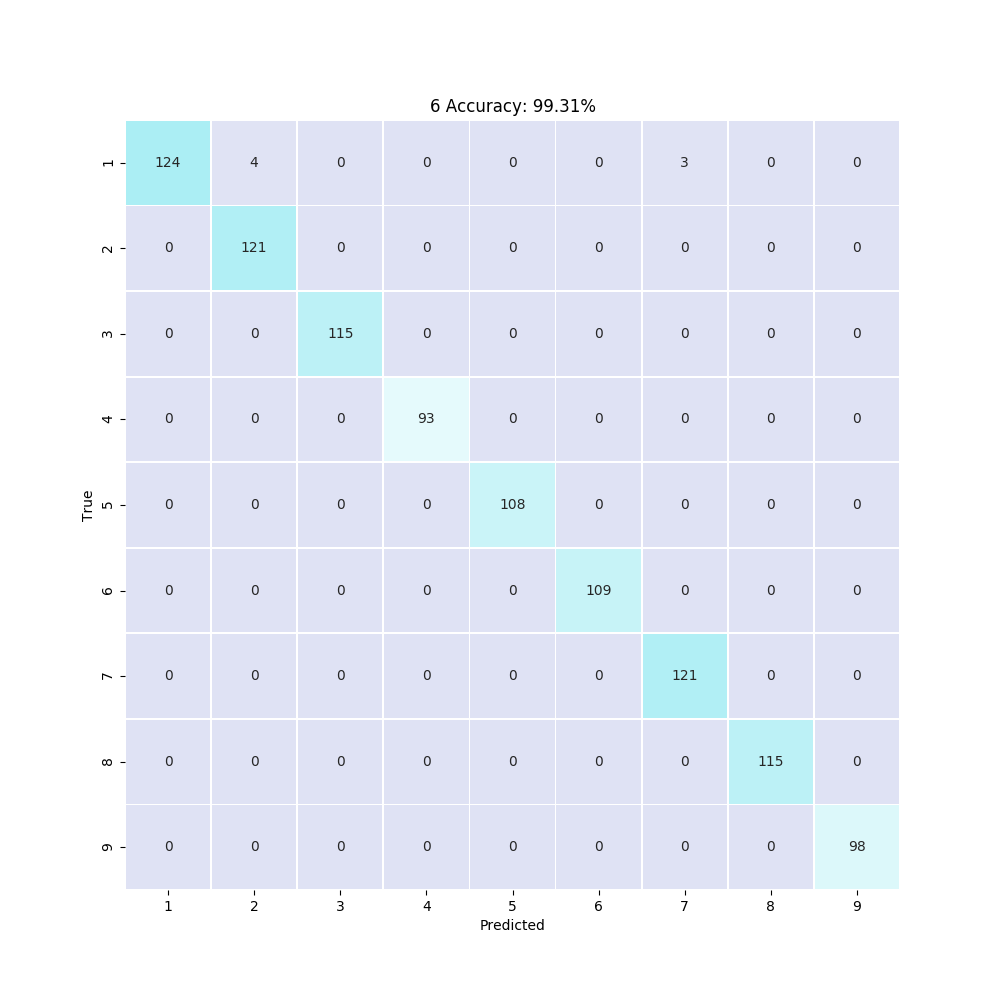 6 Accuracy: 99.31%
1 124 4 0 0 0 0 3 0 0
2 0 121 0 0 0 0 0 0 0
3 0 0 115 0 0 0 0 0 0
4 0 0 0 93 0 0 0 0 0
5 0 0 0 0 108 0 0 0 0
6 0 0 0 0 0 109 0 0 0
7 0 0 0 0 0 0 121 0 0
8 0 0 0 0 0 0 0 115 0
9 0 0 0 0 0 0 0 0 98
True
1 2 3 4 5 6 7 8 9
Predicted